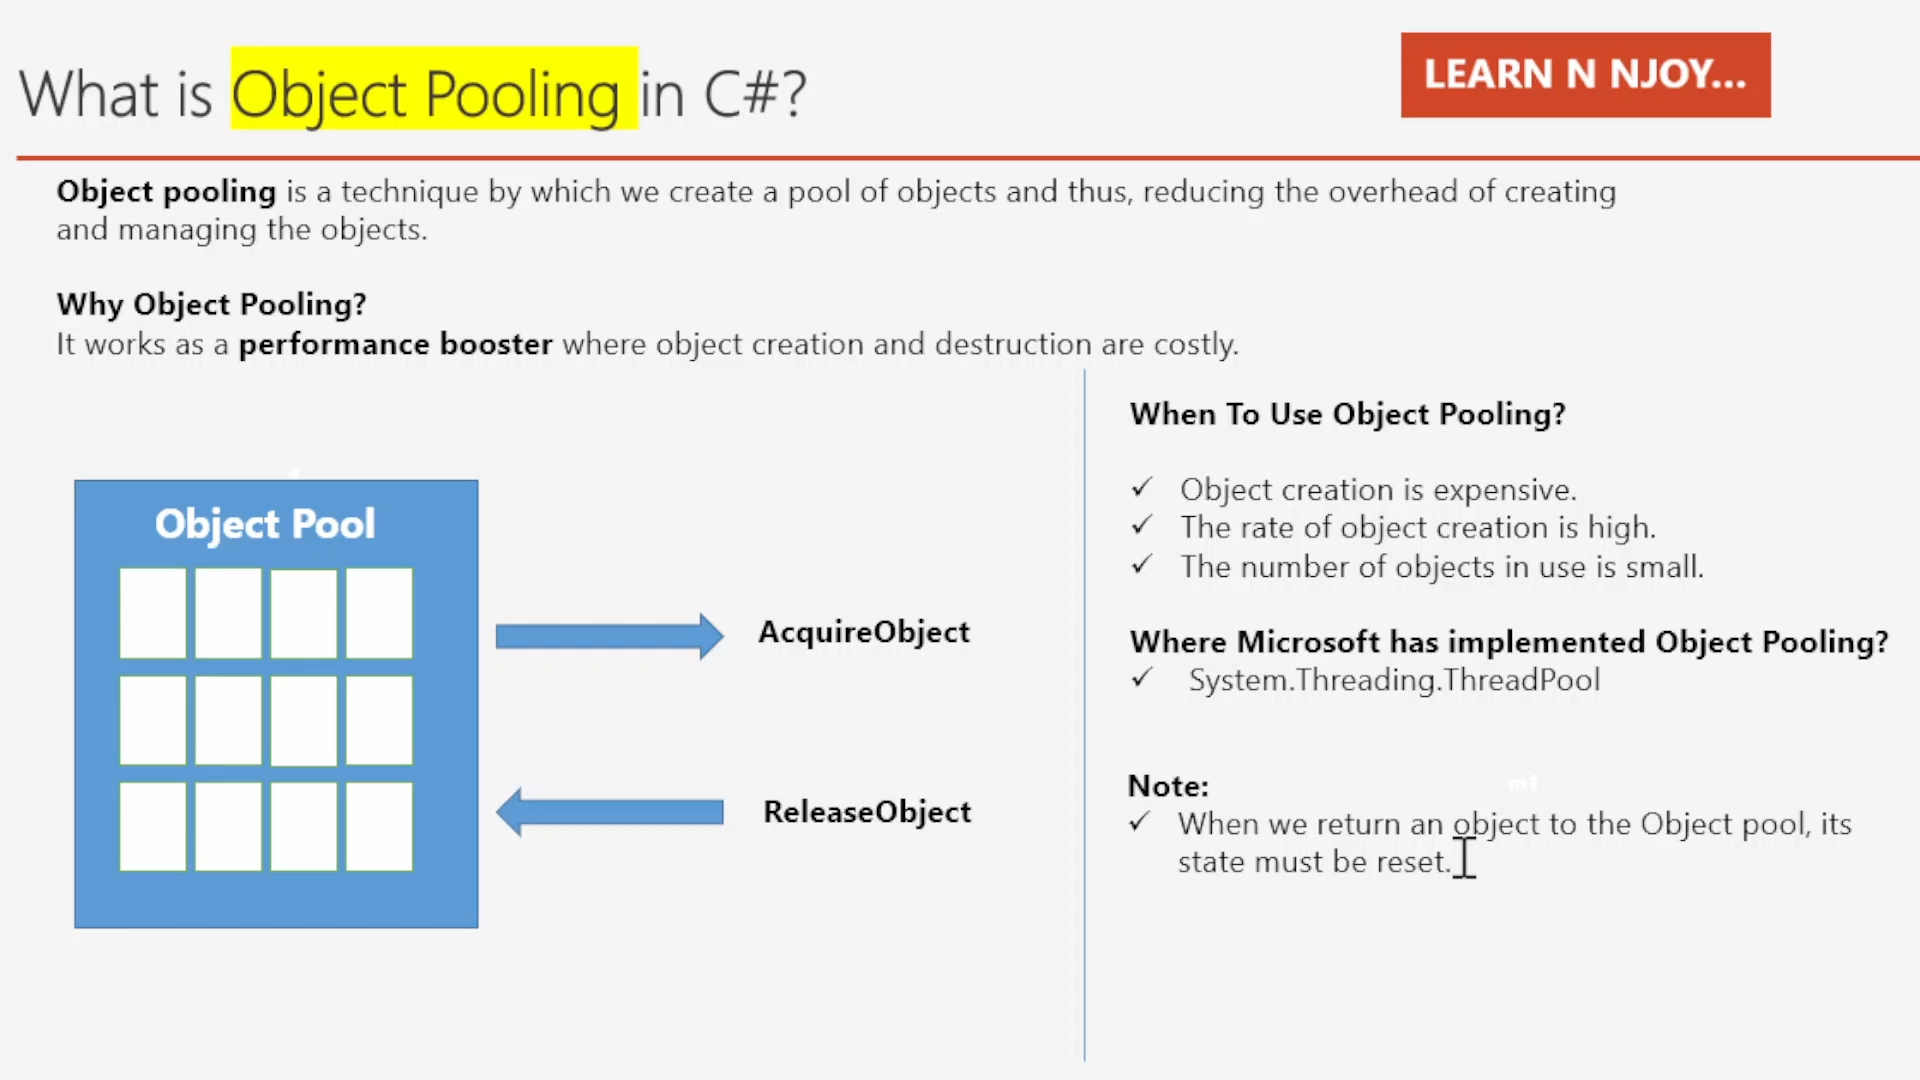 What is Object Pooling in C#?
LEARN N NJOY...
Object pooling is a technique by which we create a pool of objects and thus, reducing the overhead of creating
and managing the objects.
Why Object Pooling?
It works as a performance booster where object creation and destruction are costly.
Object Pool
AcquireObject
ReleaseObject
When To Use Object Pooling?
✓ Object creation is expensive.
✓ The rate of object creation is high.
✓ The number of objects in use is small.
Where Microsoft has implemented Object Pooling?
✓ System.Threading.ThreadPool
Note:
m1
✓ When we return an object to the Object pool, its
state must be reset.